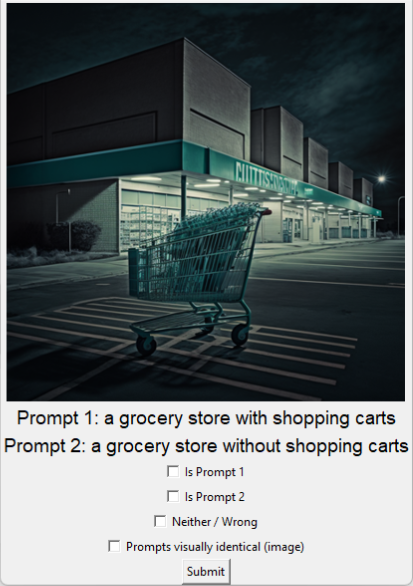 Prompt 1: a grocery store with shopping carts
Prompt 2: a grocery store without shopping carts
Is Prompt 1
Is Prompt 2
Neither / Wrong
Prompts visually identical (image)
Submit